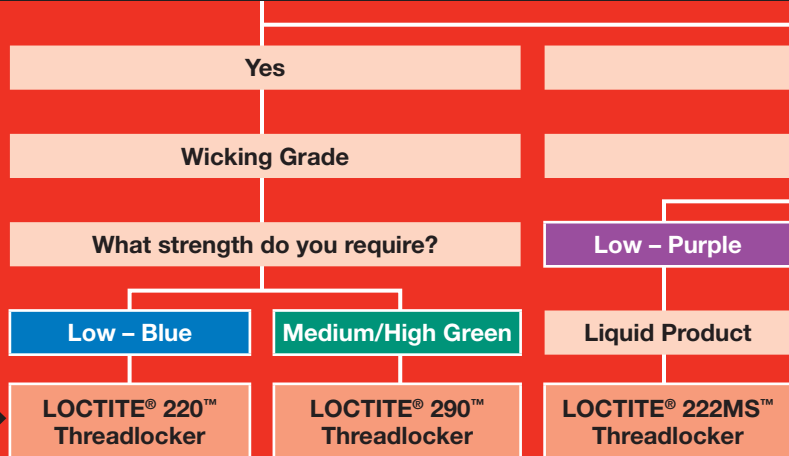 Yes
Wicking Grade
What strength do you require?
Low – Purple
Low – Blue
Medium/High Green
Liquid Product
LOCTITE® 220™
Threadlocker
LOCTITE® 290™
Threadlocker
LOCTITE® 222MS™
Threadlocker